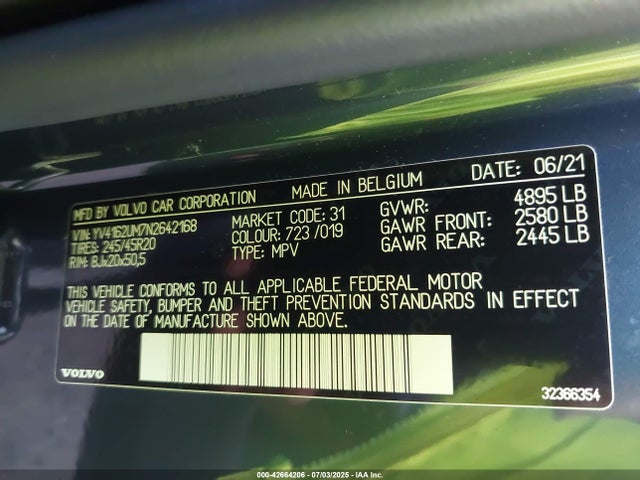 MFD BY VOLVO CAR CORPORATION MADE IN BELGIUM DATE: 06/21
VIN: YV4162UM7N2642168 MARKET CODE: 31 GVWR: 4895 LB
TIRES: 245/45R20 COLOUR: 723/019 GAWR FRONT: 2580 LB
RIM: 8Jx20x50,5 TYPE: MPV GAWR REAR: 2445 LB
THIS VEHICLE CONFORMS TO ALL APPLICABLE FEDERAL MOTOR
VEHICLE SAFETY, BUMPER AND THEFT PREVENTION STANDARDS IN EFFECT
ON THE DATE OF MANUFACTURE SHOWN ABOVE.
VOLVO 32366354
000-42664206 - 07/03/2025 - IAA Inc.